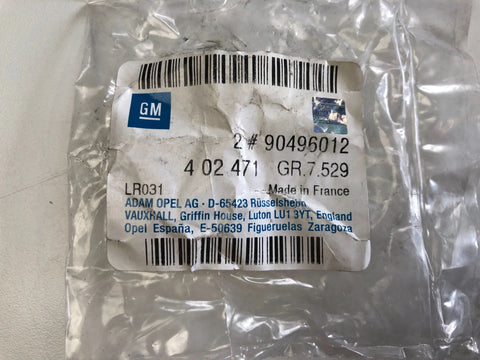 GM
2 # 90496012
4 02 471 GR.7.529
LR031 Made in France
ADAM OPEL AG · D-65423 Rüsselsheim
VAUXHALL, Griffin House, Luton LU1 3YT, England
Opel España, E-50639 Figueruelas Zaragoza